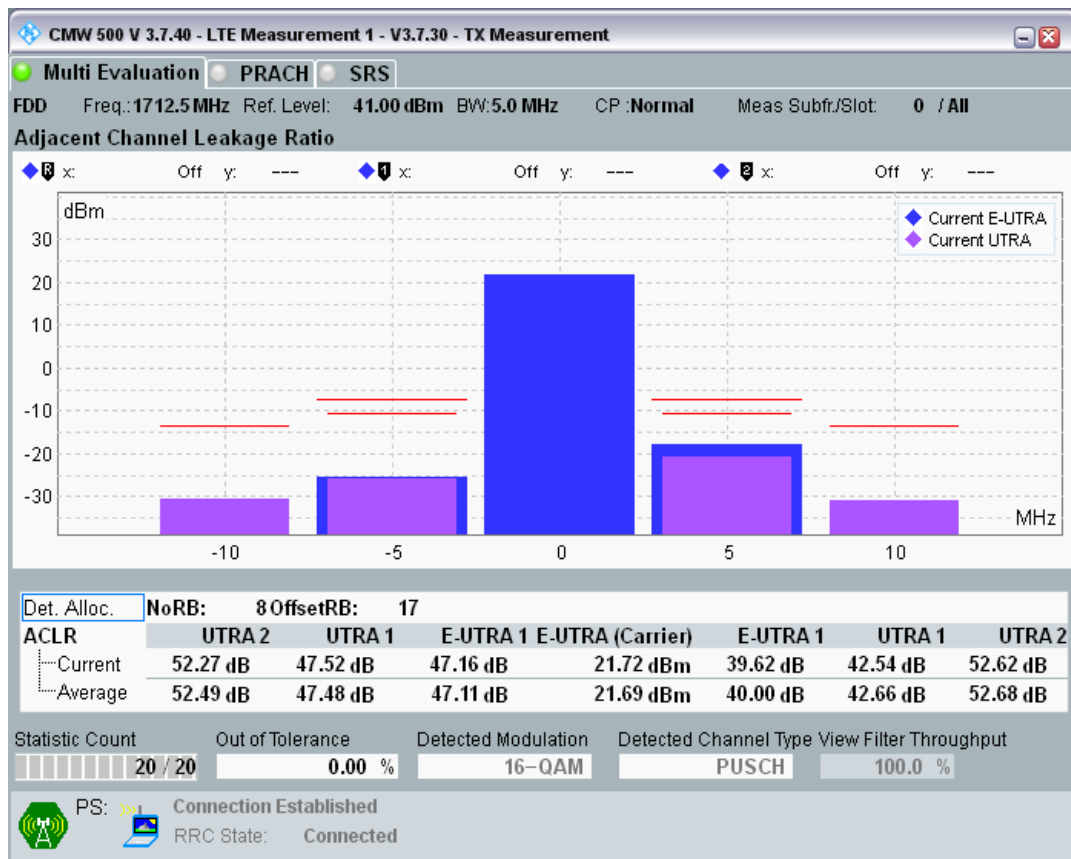 CMW 500 V 3.7.40 - LTE Measurement 1 - V3.7.30 - TX Measurement
Multi Evaluation PRACH SRS
FDD Freq.:1712.5 MHz Ref. Level: 41.00 dBm BW:5.0 MHz CP :Normal Meas Subfr./Slot: 0 / All
Adjacent Channel Leakage Ratio
R x: Off y: --- 1 x: Off y: --- 2 x: Off y: ---
dBm
Current E-UTRA
Current UTRA
30
20
10
0
-10
-20
-30
MHz
-10 -5 0 5 10
Det. Alloc. NoRB: 8 OffsetRB: 17
ACLR UTRA 2 UTRA 1 E-UTRA 1 E-UTRA (Carrier) E-UTRA 1 UTRA 1 UTRA 2
Current 52.27 dB 47.52 dB 47.16 dB 21.72 dBm 39.62 dB 42.54 dB 52.62 dB
Average 52.49 dB 47.48 dB 47.11 dB 21.69 dBm 40.00 dB 42.66 dB 52.68 dB
Statistic Count Out of Tolerance Detected Modulation Detected Channel Type View Filter Throughput
20 / 20 0.00 % 16-QAM PUSCH 100.0 %
PS: Connection Established
RRC State: Connected